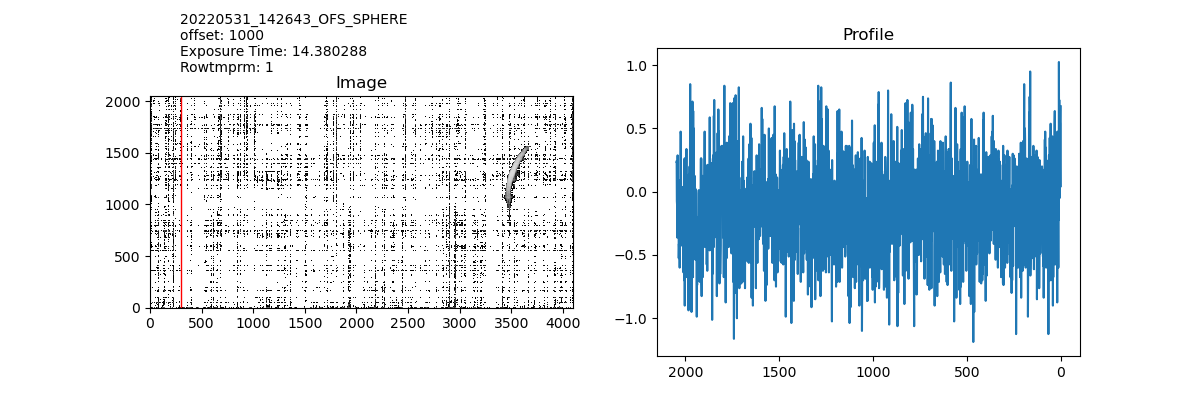 20220531_142643_OFS_SPHERE
offset: 1000
Exposure Time: 14.380288
Rowtmprm: 1
Image
2000
1500
1000
500
0
0 500 1000 1500 2000 2500 3000 3500 4000
Profile
1.0
0.5
0.0
−0.5
−1.0
2000 1500 1000 500 0